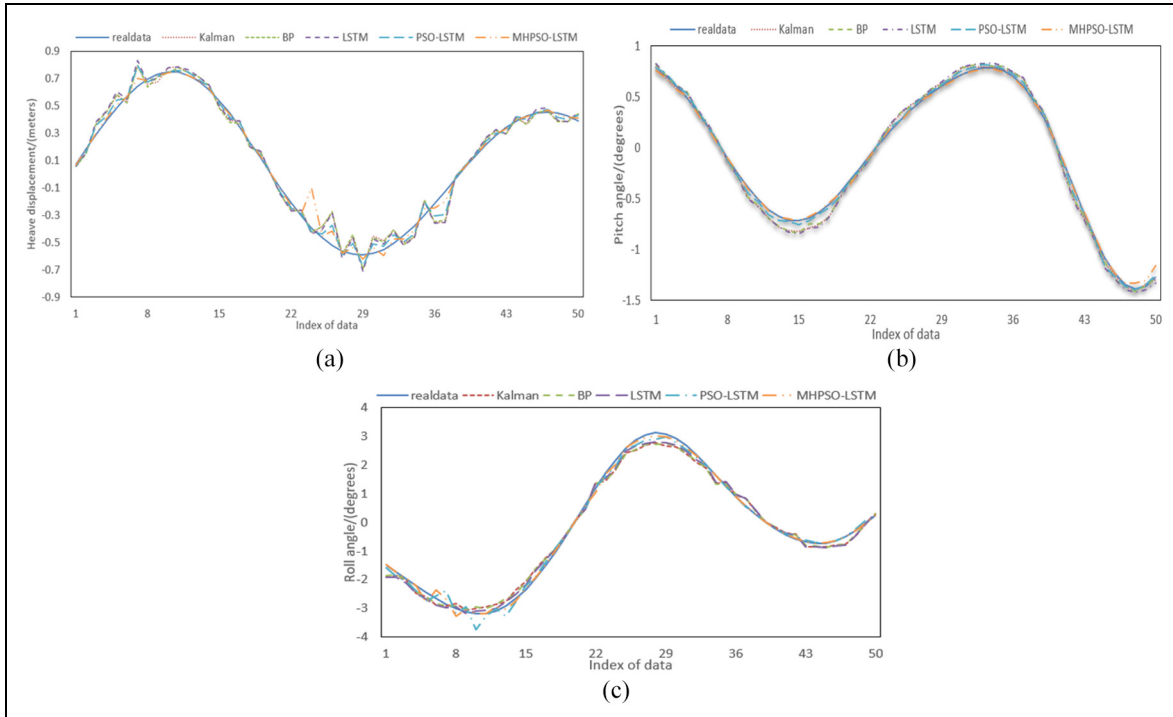 realdata Kalman BP LSTM PSO-LSTM MHPSO-LSTM
0.9
0.7
0.5
0.3
0.1
-0.1
-0.3
-0.5
-0.7
-0.9
Heave displacement/(meters)
1 8 15 22 29 36 43 50
Index of data
(a)
realdata Kalman BP LSTM PSO-LSTM MHPSO-LSTM
1
0.5
0
-0.5
-1
-1.5
Pitch angle/(degrees)
1 8 15 22 29 36 43 50
Index of data
(b)
realdata Kalman BP LSTM PSO-LSTM MHPSO-LSTM
4
3
2
1
0
-1
-2
-3
-4
Roll angle/(degrees)
1 8 15 22 29 36 43 50
Index of data
(c)